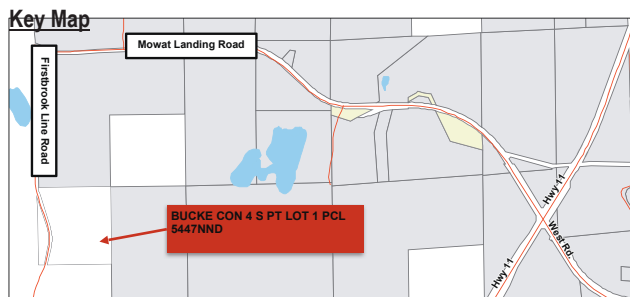 Key Map
Mowat Landing Road
Firstbrook Line Road
BUCKE CON 4 S PT LOT 1 PCL
5447NND
Hwy 11
West Rd.
Hwy 11